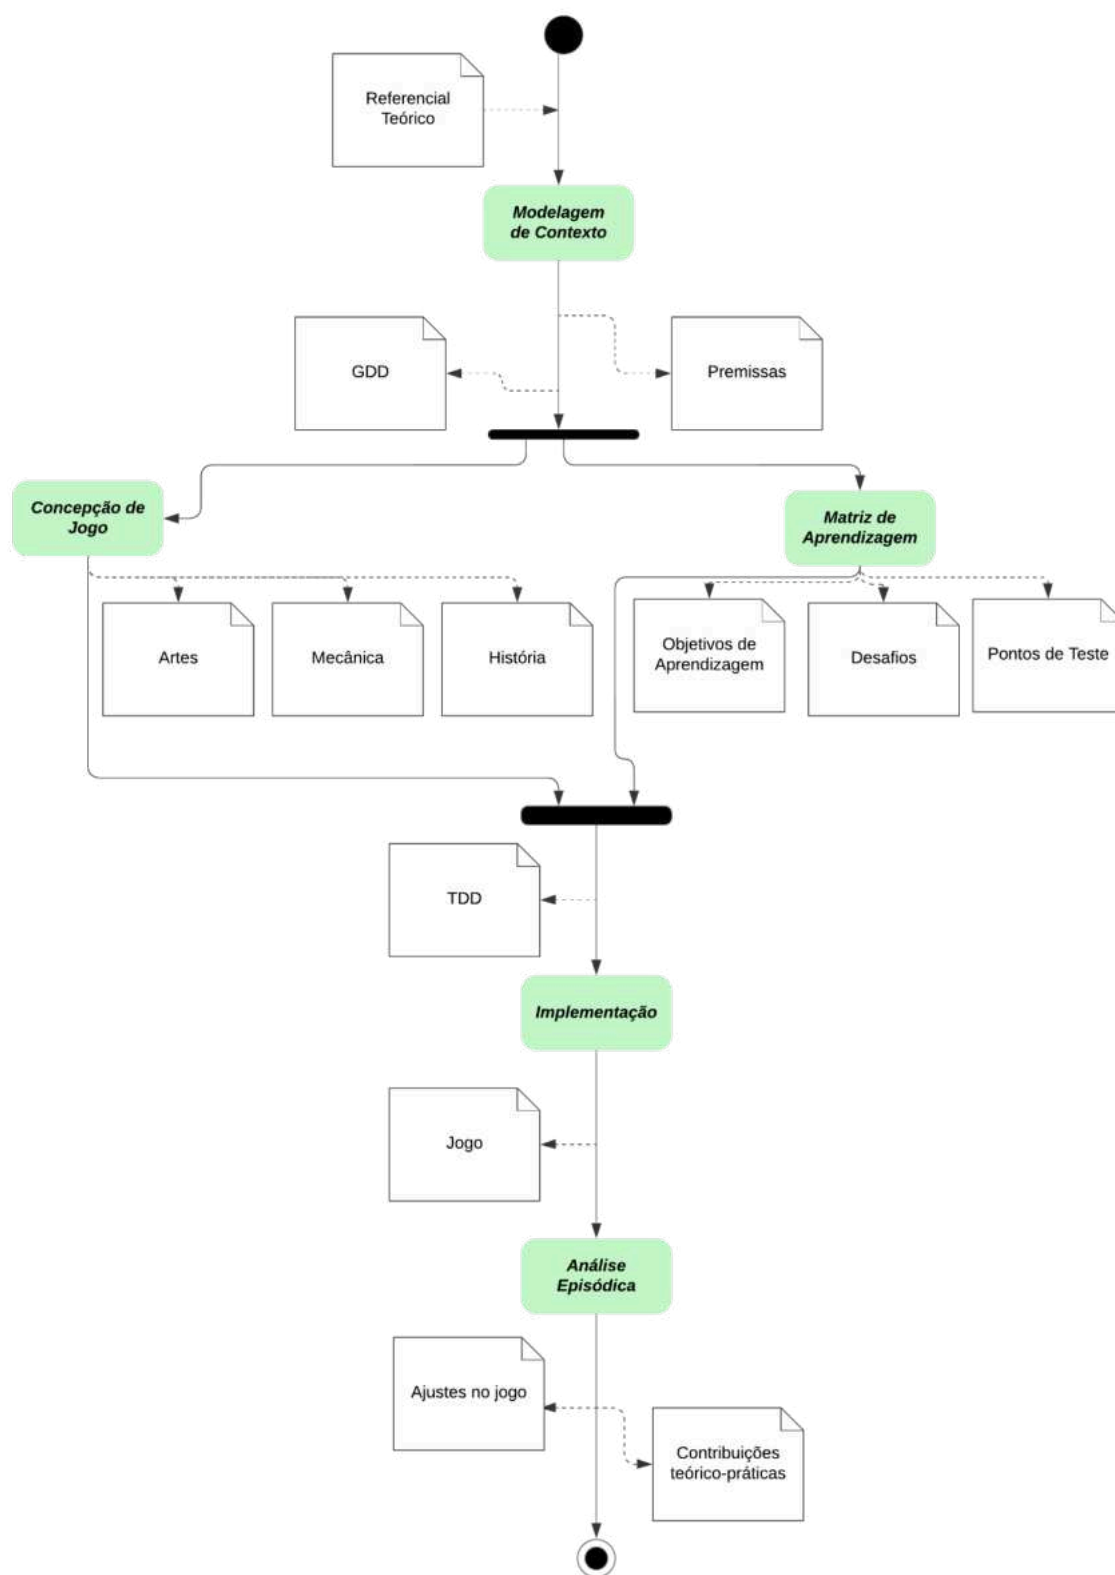 Referencial
Teórico
Modelagem
de Contexto
GDD
Premissas
Concepção de
Jogo
Matriz de
Aprendizagem
Artes
Mecânica
História
Objetivos de
Aprendizagem
Desafios
Pontos de Teste
TDD
Implementação
Jogo
Análise
Episódica
Ajustes no jogo
Contribuições
teórico-práticas